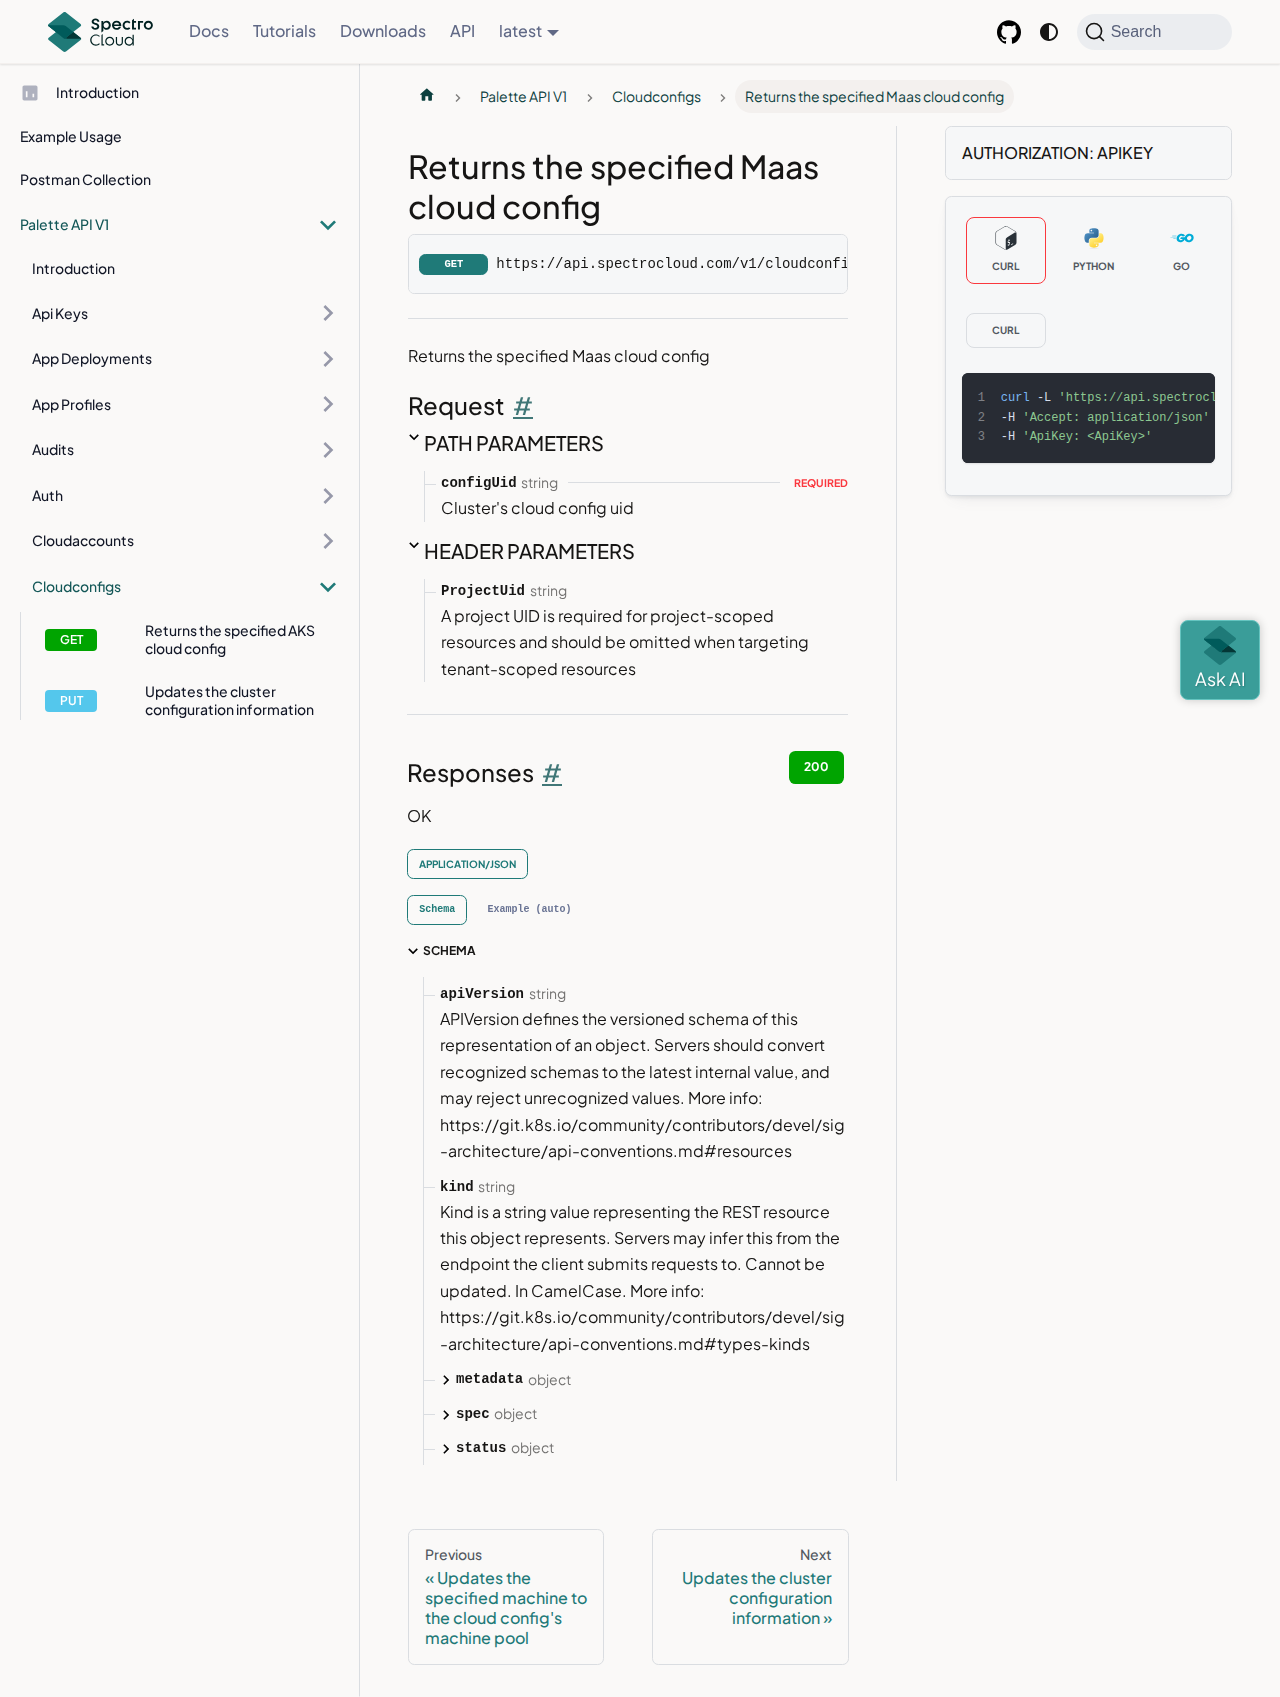 Spectro
Cloud
Docs
Tutorials
Downloads
API
latest
Search
Introduction
Example Usage
Postman Collection
Palette API V1
Introduction
Api Keys
App Deployments
App Profiles
Audits
Auth
Cloudaccounts
Cloudconfigs
GET
Returns the specified AKS
cloud config
PUT
Updates the cluster
configuration information
Palette API V1
Cloudconfigs
Returns the specified Maas cloud config
Returns the specified Maas
cloud config
GET
https://api.spectrocloud.com/v1/cloudconfi
Returns the specified Maas cloud config
Request #
PATH PARAMETERS
configUid string
REQUIRED
Cluster's cloud config uid
HEADER PARAMETERS
ProjectUid string
A project UID is required for project-scoped
resources and should be omitted when targeting
tenant-scoped resources
Responses #
200
OK
APPLICATION/JSON
Schema
Example (auto)
SCHEMA
apiVersion string
APIVersion defines the versioned schema of this
representation of an object. Servers should convert
recognized schemas to the latest internal value, and
may reject unrecognized values. More info:
https://git.k8s.io/community/contributors/devel/sig
-architecture/api-conventions.md#resources
kind string
Kind is a string value representing the REST resource
this object represents. Servers may infer this from the
endpoint the client submits requests to. Cannot be
updated. In CamelCase. More info:
https://git.k8s.io/community/contributors/devel/sig
-architecture/api-conventions.md#types-kinds
metadata object
spec object
status object
Previous
« Updates the
specified machine to
the cloud config's
machine pool
Next
Updates the cluster
configuration
information »
AUTHORIZATION: APIKEY
CURL
PYTHON
GO
GO
CURL
1 curl -L 'https://api.spectrocl
2 -H 'Accept: application/json'
3 -H 'ApiKey: <ApiKey>'
Ask AI